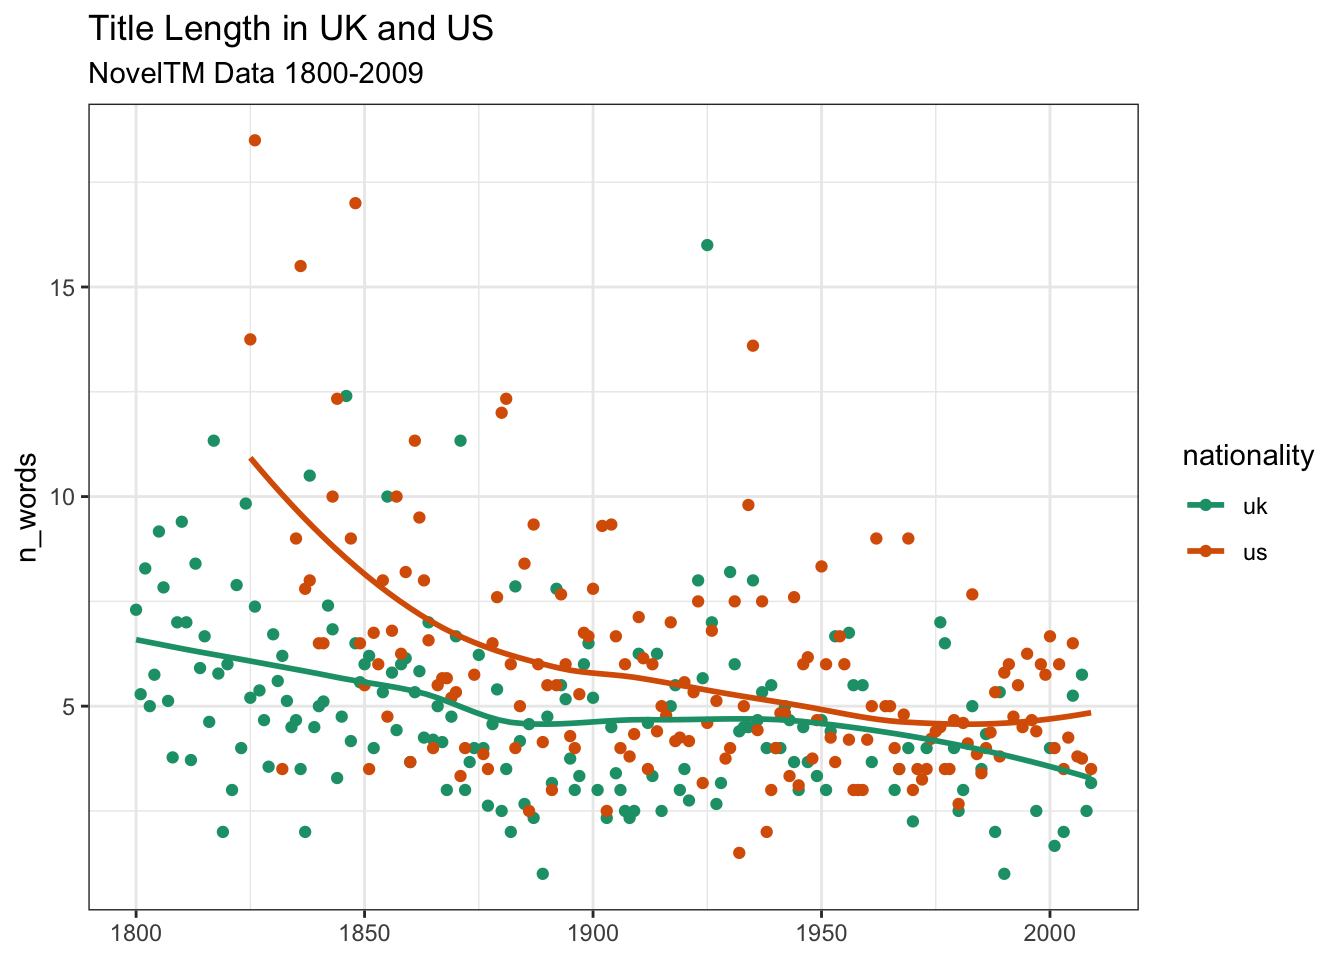 Title Length in UK and US
NovelTM Data 1800-2009
15
10
5
n_words
1800 1850 1900 1950 2000
nationality
uk
us